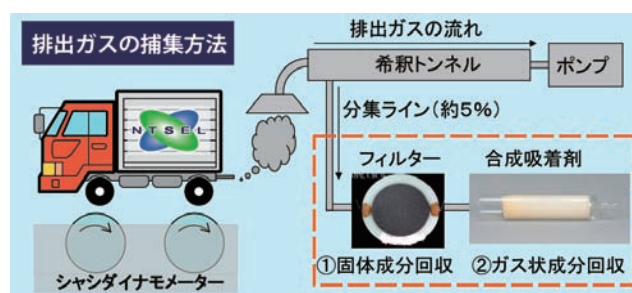 排出ガスの捕集方法
排出ガスの流れ
希釈トンネル
ポンプ
分集ライン(約5%)
NTSEL
フィルター
合成吸着剤
①固体成分回収
②ガス状成分回収
シャシダイナモメーター